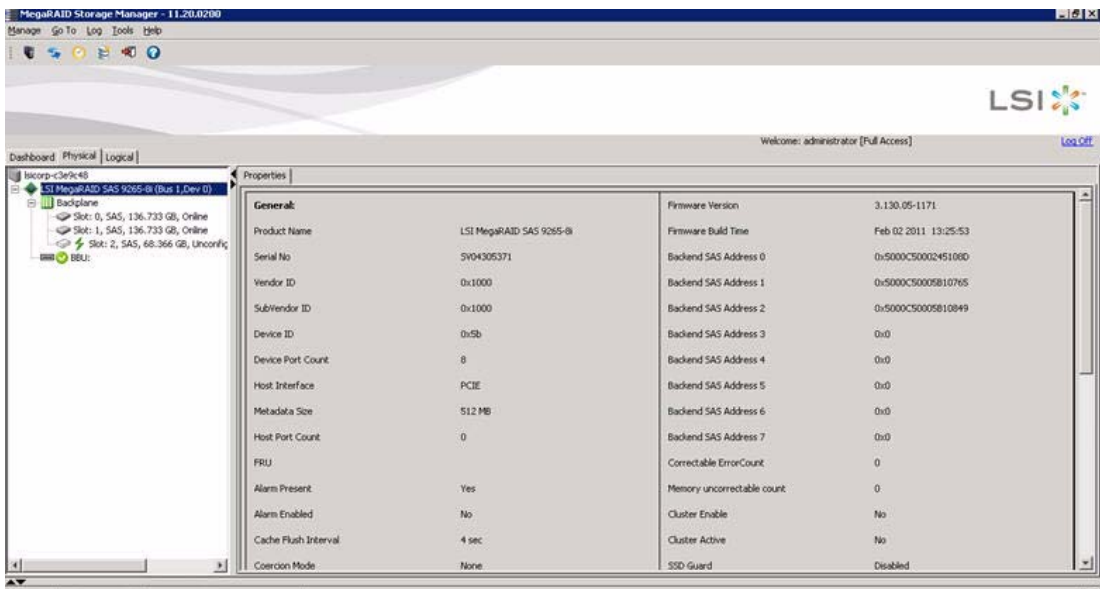 MegaRAID Storage Manager - 11.20.0200
Manage Go To Log Tools Help
LSI
Welcome: administrator [Full Access]
Log Off
Dashboard Physical Logical
lsicorp-c3e9c48
LSI MegaRAID SAS 9265-8i (Bus 1,Dev 0)
Backplane
Slot: 0, SAS, 136.733 GB, Online
Slot: 1, SAS, 136.733 GB, Online
Slot: 2, SAS, 68.366 GB, Unconfig
BBU:
Properties
General:
Product Name LSI MegaRAID SAS 9265-8i
Serial No SV04305371
Vendor ID 0x1000
SubVendor ID 0x1000
Device ID 0x5b
Device Port Count 8
Host Interface PCIE
Metadata Size 512 MB
Host Port Count 0
FRU
Alarm Present Yes
Alarm Enabled No
Cache Flush Interval 4 sec
Coercion Mode None
Firmware Version 3.130.05-1171
Firmware Build Time Feb 02 2011 13:25:53
Backend SAS Address 0 0x5000C5000245108D
Backend SAS Address 1 0x5000C50005B10765
Backend SAS Address 2 0x5000C50005B10849
Backend SAS Address 3 0x0
Backend SAS Address 4 0x0
Backend SAS Address 5 0x0
Backend SAS Address 6 0x0
Backend SAS Address 7 0x0
Correctable ErrorCount 0
Memory uncorrectable count 0
Cluster Enable No
Cluster Active No
SSD Guard Disabled